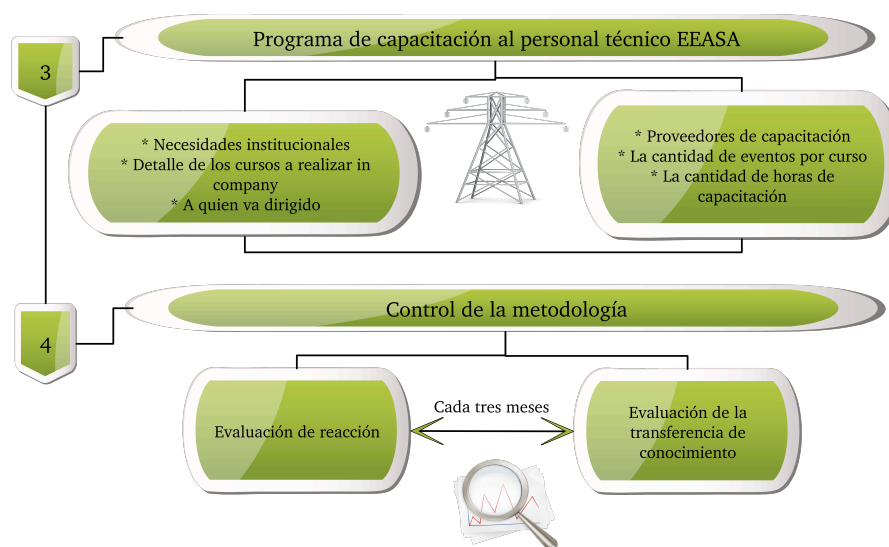 3
Programa de capacitación al personal técnico EEASA
* Necesidades institucionales
* Detalle de los cursos a realizar in
company
* A quien va dirigido
* Proveedores de capacitación
* La cantidad de eventos por curso
* La cantidad de horas de
capacitación
4
Control de la metodología
Evaluación de reacción
Cada tres meses
Evaluación de la
transferencia de
conocimiento